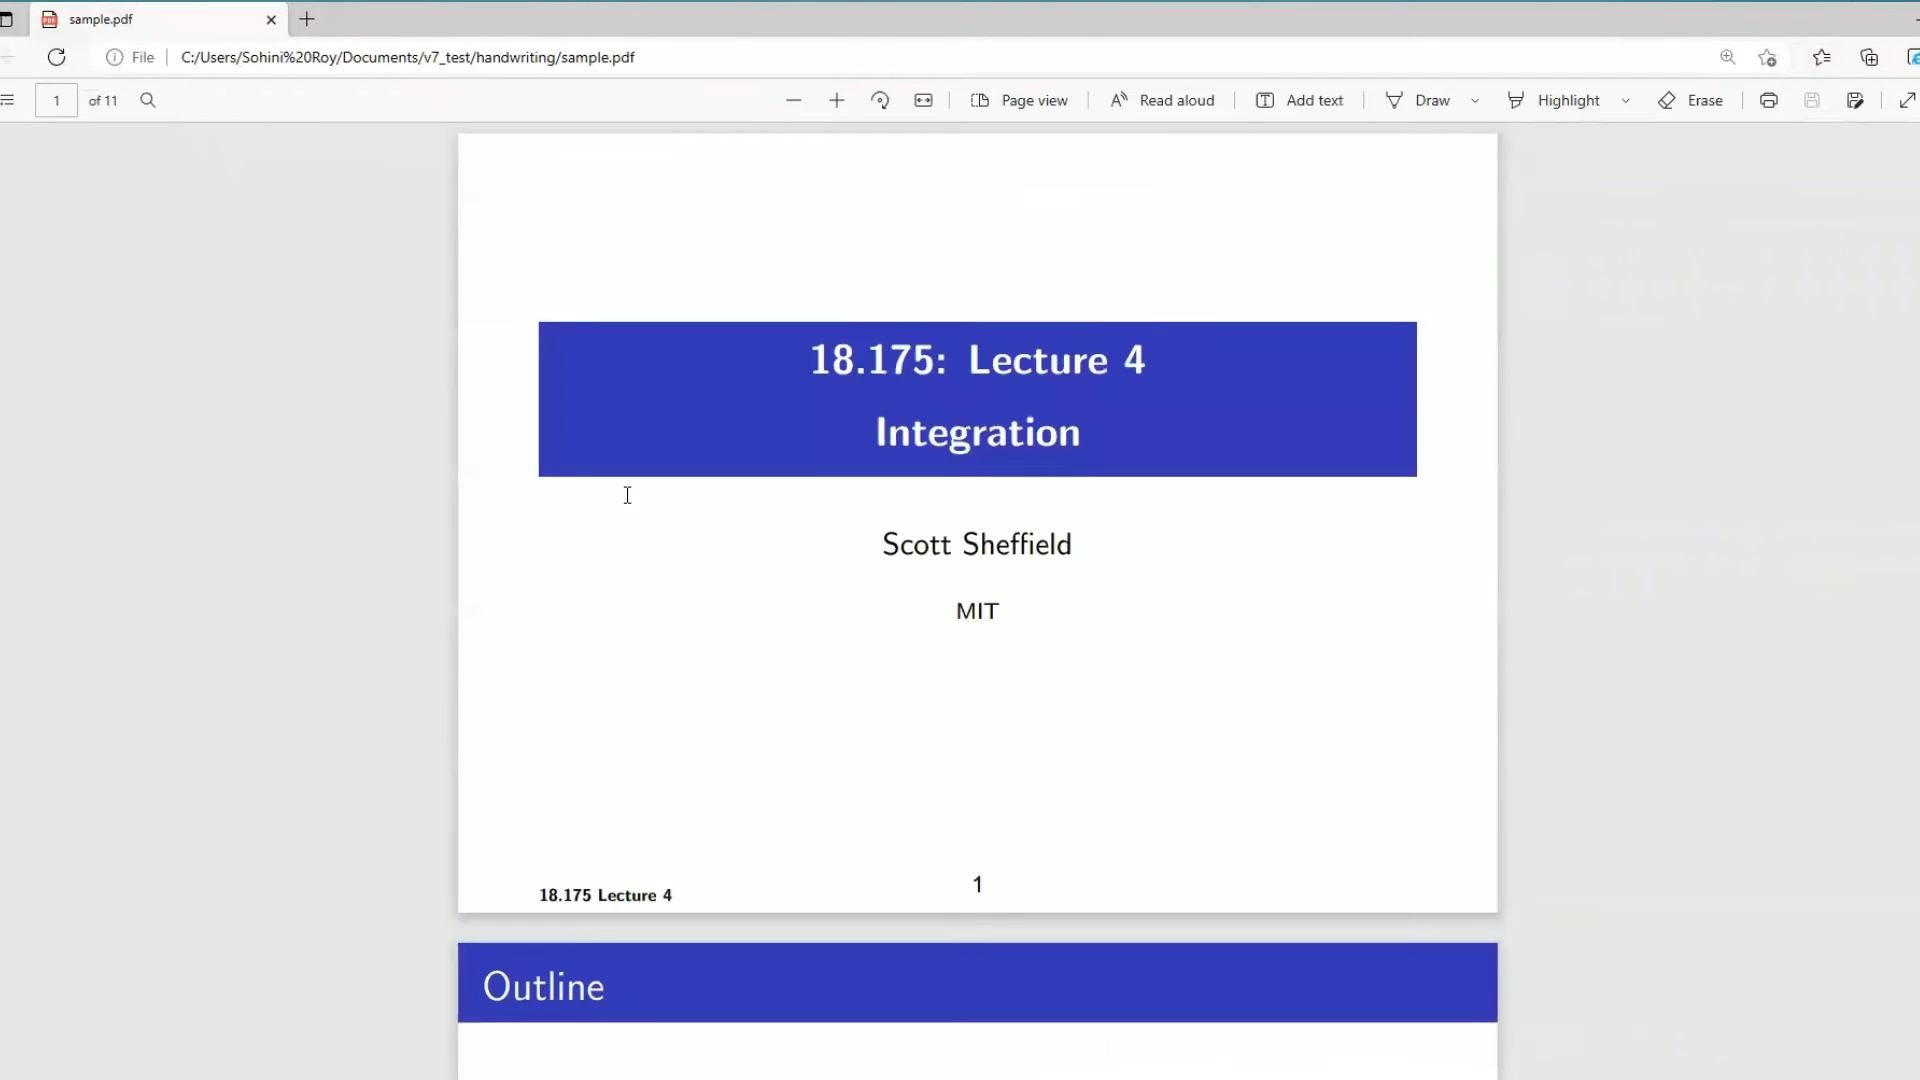 sample.pdf
File
C:/Users/Sohini%20Roy/Documents/v7_test/handwriting/sample.pdf
1 of 11
Page view
Read aloud
Add text
Draw
Highlight
Erase
18.175: Lecture 4
Integration
Scott Sheffield
MIT
18.175 Lecture 4
1
Outline